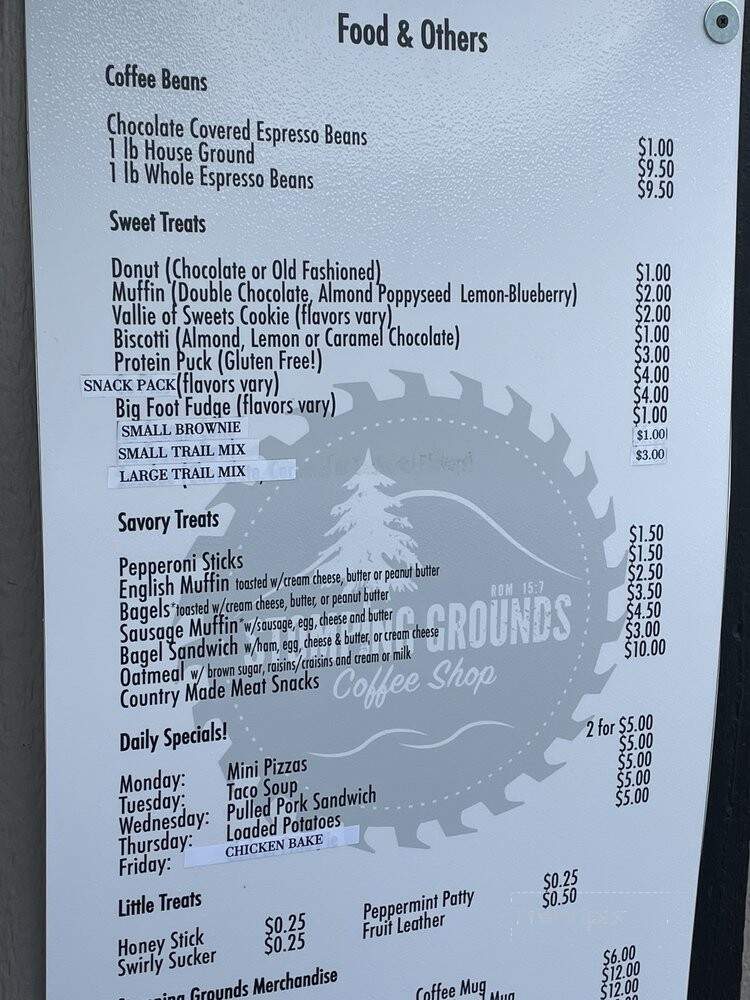 Food & Others
Coffee Beans
Chocolate Covered Espresso Beans $1.00
1 lb House Ground $9.50
1 lb Whole Espresso Beans $9.50
Sweet Treats
Donut (Chocolate or Old Fashioned) $1.00
Muffin (Double Chocolate, Almond Poppyseed Lemon-Blueberry) $2.00
Vallie of Sweets Cookie (flavors vary) $2.00
Biscotti (Almond, Lemon or Caramel Chocolate) $1.00
Protein Puck (Gluten Free!) $3.00
SNACK PACK (flavors vary) $4.00
Big Foot Fudge (flavors vary) $4.00
SMALL BROWNIE $1.00
SMALL TRAIL MIX $1.00
LARGE TRAIL MIX $3.00
Savory Treats
Pepperoni Sticks $1.50
English Muffin toasted w/cream cheese, butter or peanut butter $1.50
Bagels*toasted w/cream cheese, butter, or peanut butter $2.50
Sausage Muffin*w/sausage, egg, cheese and butter $3.50
Bagel Sandwich w/ham, egg, cheese & butter, or cream cheese $4.50
Oatmeal w/ brown sugar, raisins/craisins and cream or milk $3.00
Country Made Meat Snacks $10.00
ROM 15:7
GROUNDS
Coffee Shop
Daily Specials!
Monday: Mini Pizzas 2 for $5.00
Tuesday: Taco Soup $5.00
Wednesday: Pulled Pork Sandwich $5.00
Thursday: Loaded Potatoes $5.00
Friday: CHICKEN BAKE $5.00
Little Treats
Honey Stick $0.25 Peppermint Patty $0.25
Swirly Sucker $0.25 Fruit Leather $0.50
Grounds Merchandise
Coffee Mug $6.00
Mug $12.00
$12.00